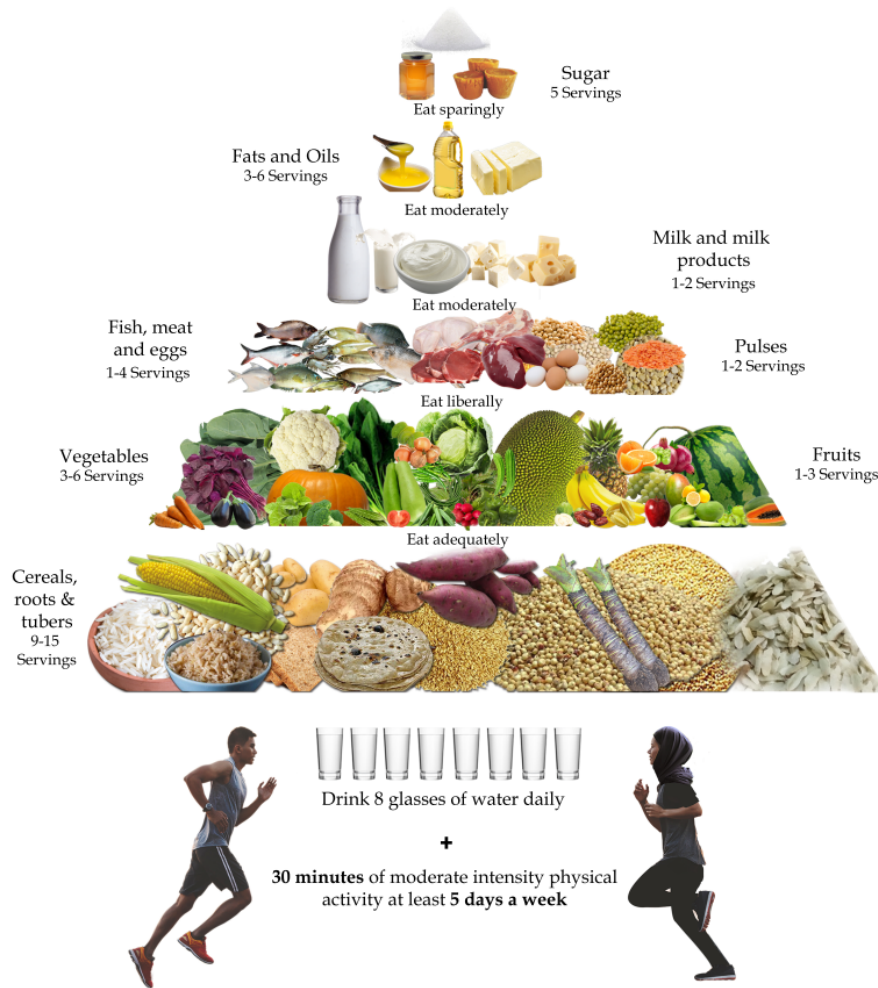 Sugar
5 Servings
Eat sparingly
Fats and Oils
3-6 Servings
Eat moderately
Milk and milk
products
1-2 Servings
Eat moderately
Fish, meat
and eggs
1-4 Servings
Pulses
1-2 Servings
Eat liberally
Vegetables
3-6 Servings
Fruits
1-3 Servings
Eat adequately
Cereals,
roots &
tubers
9-15
Servings
Drink 8 glasses of water daily
+
30 minutes of moderate intensity physical
activity at least 5 days a week